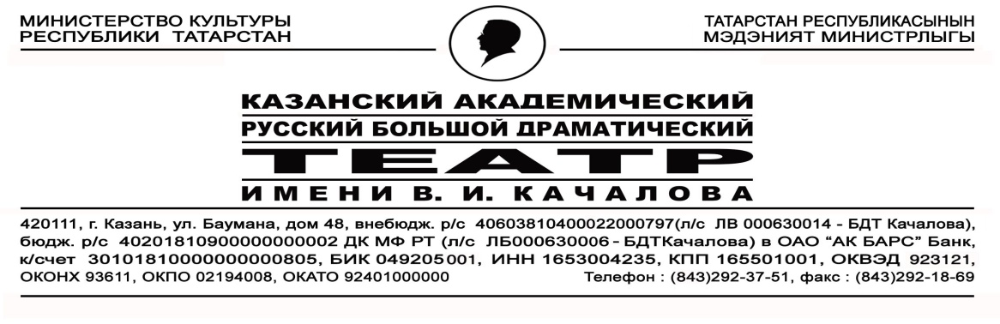 МИНИСТЕРСТВО КУЛЬТУРЫ
РЕСПУБЛИКИ ТАТАРСТАН
ТАТАРСТАН РЕСПУБЛИКАСЫНЫН
МЭДЭНИЯТ МИНИСТРЛЫГЫ
КАЗАНСКИЙ АКАДЕМИЧЕСКИЙ
РУССКИЙ БОЛЬШОЙ ДРАМАТИЧЕСКИЙ
ТЕАТР
ИМЕНИ В. И. КАЧАЛОВА
420111, г. Казань, ул. Баумана, дом 48, внебюдж. р/с 40603810400022000797(л/с ЛВ 000630014 - БДТ Качалова),
бюдж. р/с 40201810900000000002 ДК МФ РТ (л/с ЛБ000630006 - БДТКачалова) в ОАО “АК БАРС” Банк,
к/счет 30101810000000000805, БИК 049205001, ИНН 1653004235, КПП 165501001, ОКВЭД 923121,
ОКОНХ 93611, ОКПО 02194008, ОКАТО 92401000000 Телефон : (843)292-37-51, факс : (843)292-18-69